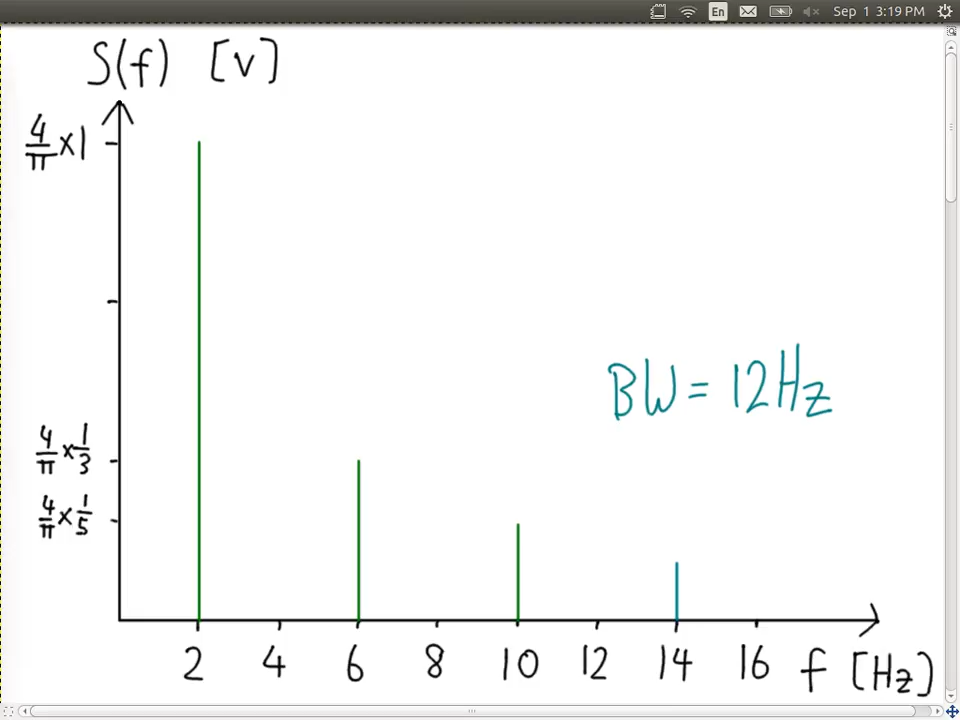 En Sep 1 3:19 PM
S(f) [v]
4/π ×1
BW = 12Hz
4/π × 1/3
4/π × 1/5
2 4 6 8 10 12 14 16 f [Hz]